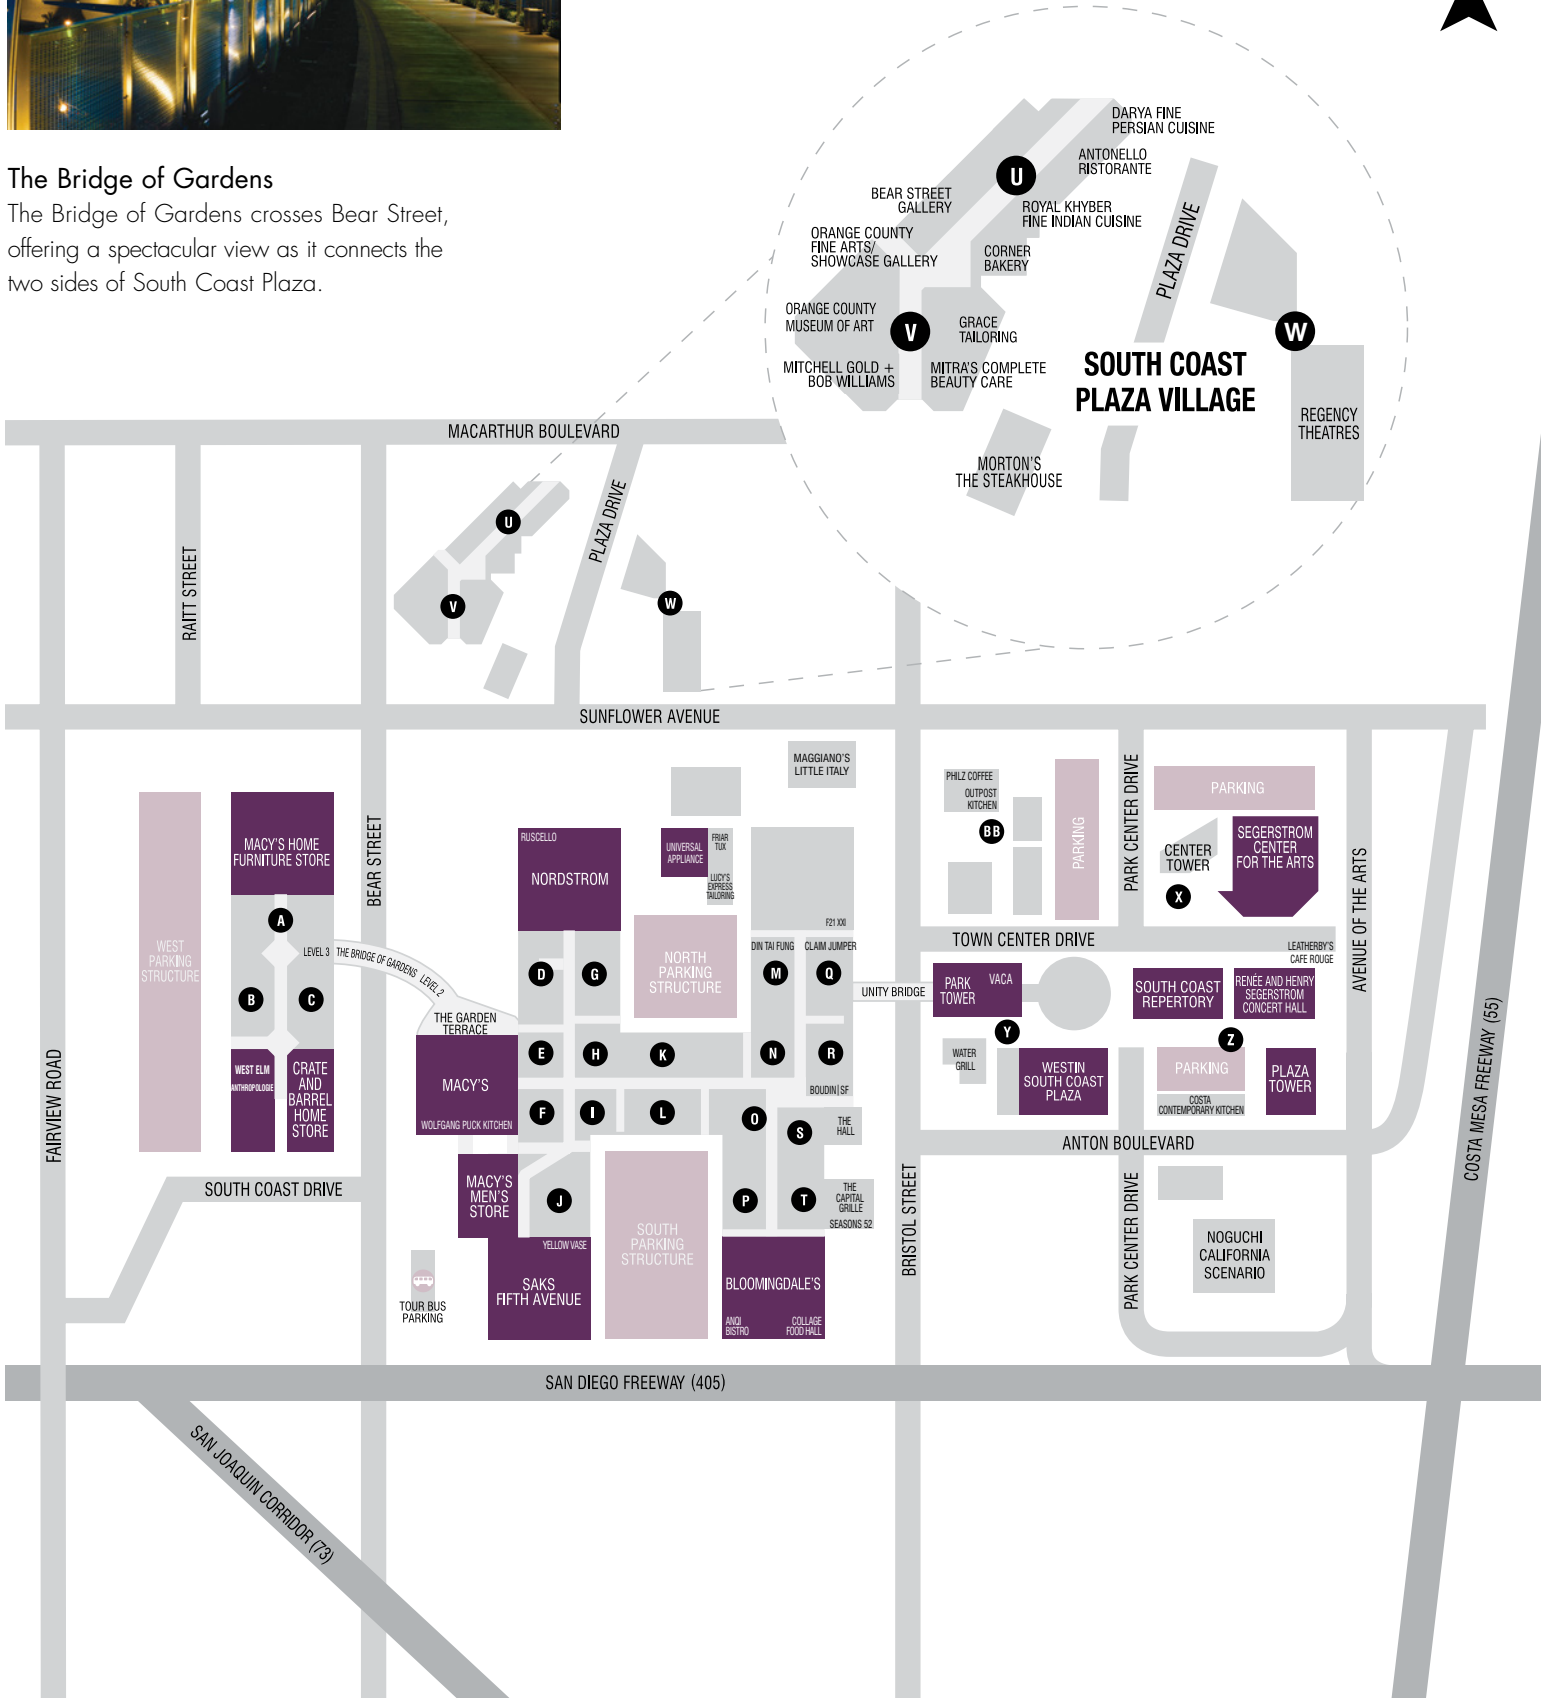 The Bridge of Gardens
The Bridge of Gardens crosses Bear Street,
offering a spectacular view as it connects the
two sides of South Coast Plaza.
DARYA FINE
PERSIAN CUISINE
ANTONELLO
RISTORANTE
U
BEAR STREET
GALLERY
ROYAL KHYBER
FINE INDIAN CUISINE
ORANGE COUNTY
FINE ARTS/
SHOWCASE GALLERY
CORNER
BAKERY
PLAZA DRIVE
ORANGE COUNTY
MUSEUM OF ART
V
GRACE
TAILORING
W
MITCHELL GOLD +
BOB WILLIAMS
MITRA'S COMPLETE
BEAUTY CARE
SOUTH COAST
PLAZA VILLAGE
REGENCY
THEATRES
MORTON'S
THE STEAKHOUSE
MACARTHUR BOULEVARD
RAITT STREET
U
PLAZA DRIVE
V
W
SUNFLOWER AVENUE
MAGGIANO'S
LITTLE ITALY
PHILZ COFFEE
OUTPOST
KITCHEN
BB
PARKING
PARK CENTER DRIVE
PARKING
CENTER
TOWER
X
SEGERSTROM
CENTER
FOR THE ARTS
AVENUE OF THE ARTS
MACY'S HOME
FURNITURE STORE
BEAR STREET
RUSCELLO
NORDSTROM
UNIVERSAL
APPLIANCE
FRIAR
TUX
LUCY'S
EXPRESS
TAILORING
F21 XXI
WEST
PARKING
STRUCTURE
A
B
C
LEVEL 3
THE BRIDGE OF GARDENS
LEVEL 2
THE GARDEN
TERRACE
D
G
NORTH
PARKING
STRUCTURE
DIN TAI FUNG
CLAIM JUMPER
M
Q
TOWN CENTER DRIVE
LEATHERBY'S
CAFE ROUGE
UNITY BRIDGE
PARK
TOWER
VACA
SOUTH COAST
REPERTORY
RENÉE AND HENRY
SEGERSTROM
CONCERT HALL
Y
Z
E
H
K
N
R
BOUDIN|SF
WATER
GRILL
WESTIN
SOUTH COAST
PLAZA
PARKING
COSTA
CONTEMPORARY KITCHEN
PLAZA
TOWER
FAIRVIEW ROAD
WEST ELM
ANTHROPOLOGIE
CRATE
AND
BARREL
HOME
STORE
MACY'S
WOLFGANG PUCK KITCHEN
F
I
L
O
S
THE
HALL
ANTON BOULEVARD
COSTA MESA FREEWAY (55)
SOUTH COAST DRIVE
MACY'S
MEN'S
STORE
J
YELLOW VASE
SOUTH
PARKING
STRUCTURE
P
T
THE
CAPITAL
GRILLE
SEASONS 52
BRISTOL STREET
PARK CENTER DRIVE
NOGUCHI
CALIFORNIA
SCENARIO
TOUR BUS
PARKING
SAKS
FIFTH AVENUE
BLOOMINGDALE'S
ANQI
BISTRO
COLLAGE
FOOD HALL
SAN DIEGO FREEWAY (405)
SAN JOAQUIN CORRIDOR (73)